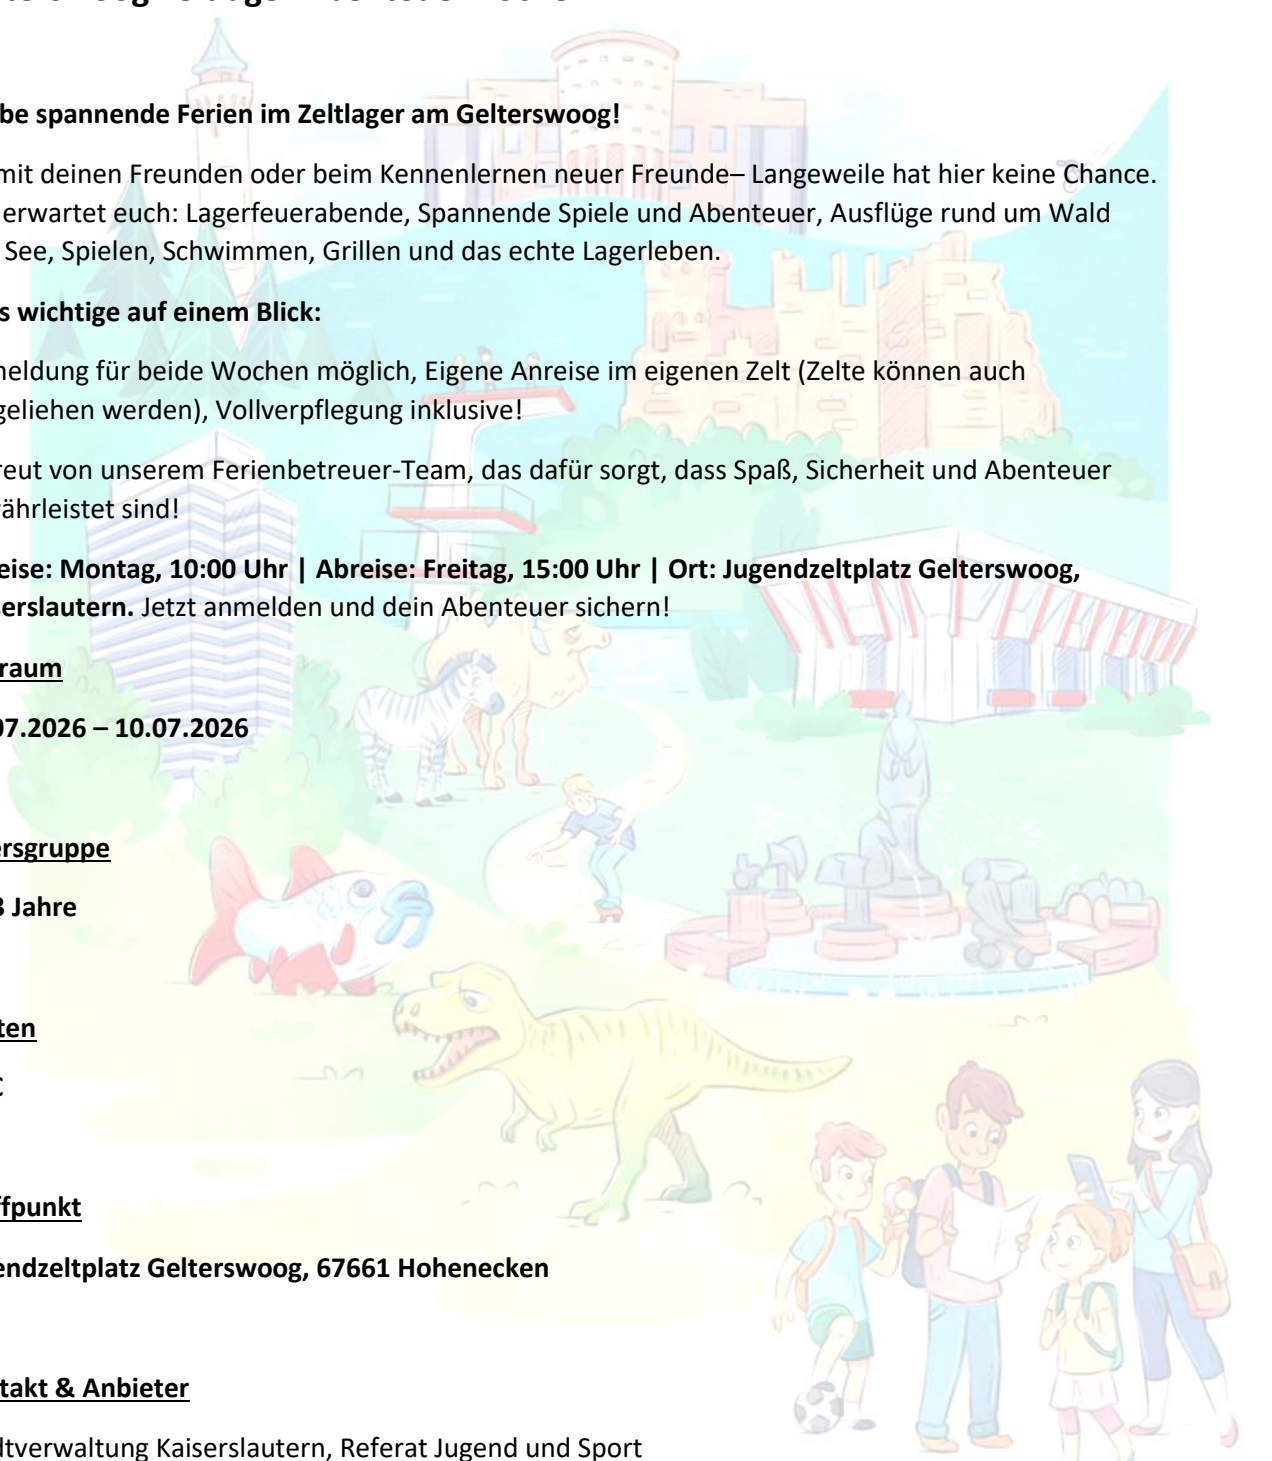 be spannende Ferien im Zeltlager am Gelterswoog!
mit deinen Freunden oder beim Kennenlernen neuer Freunde– Langeweile hat hier keine Chance.
erwartet euch: Lagerfeuerabende, Spannende Spiele und Abenteuer, Ausflüge rund um Wald
See, Spielen, Schwimmen, Grillen und das echte Lagerleben.
s wichtige auf einem Blick:
neldung für beide Wochen möglich, Eigene Anreise im eigenen Zelt (Zelte können auch
geliehen werden), Vollverpflegung inklusive!
reut von unserem Ferienbetreuer-Team, das dafür sorgt, dass Spaß, Sicherheit und Abenteuer
währleistet sind!
eise: Montag, 10:00 Uhr | Abreise: Freitag, 15:00 Uhr | Ort: Jugendzeltplatz Gelterswoog,
serslautern. Jetzt anmelden und dein Abenteuer sichern!
raum
07.2026 – 10.07.2026
ersgruppe
3 Jahre
ten
€
ffpunkt
endzeltplatz Gelterswoog, 67661 Hohenecken
takt & Anbieter
dtverwaltung Kaiserslautern, Referat Jugend und Sport